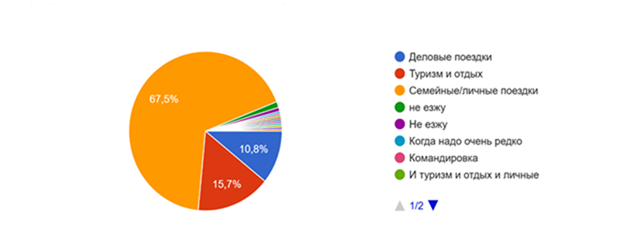 67,5%
10,8%
15,7%
Деловые поездки
Туризм и отдых
Семейные/личные поездки
не езжу
Не езжу
Когда надо очень редко
Командировка
И туризм и отдых и личные
1/2